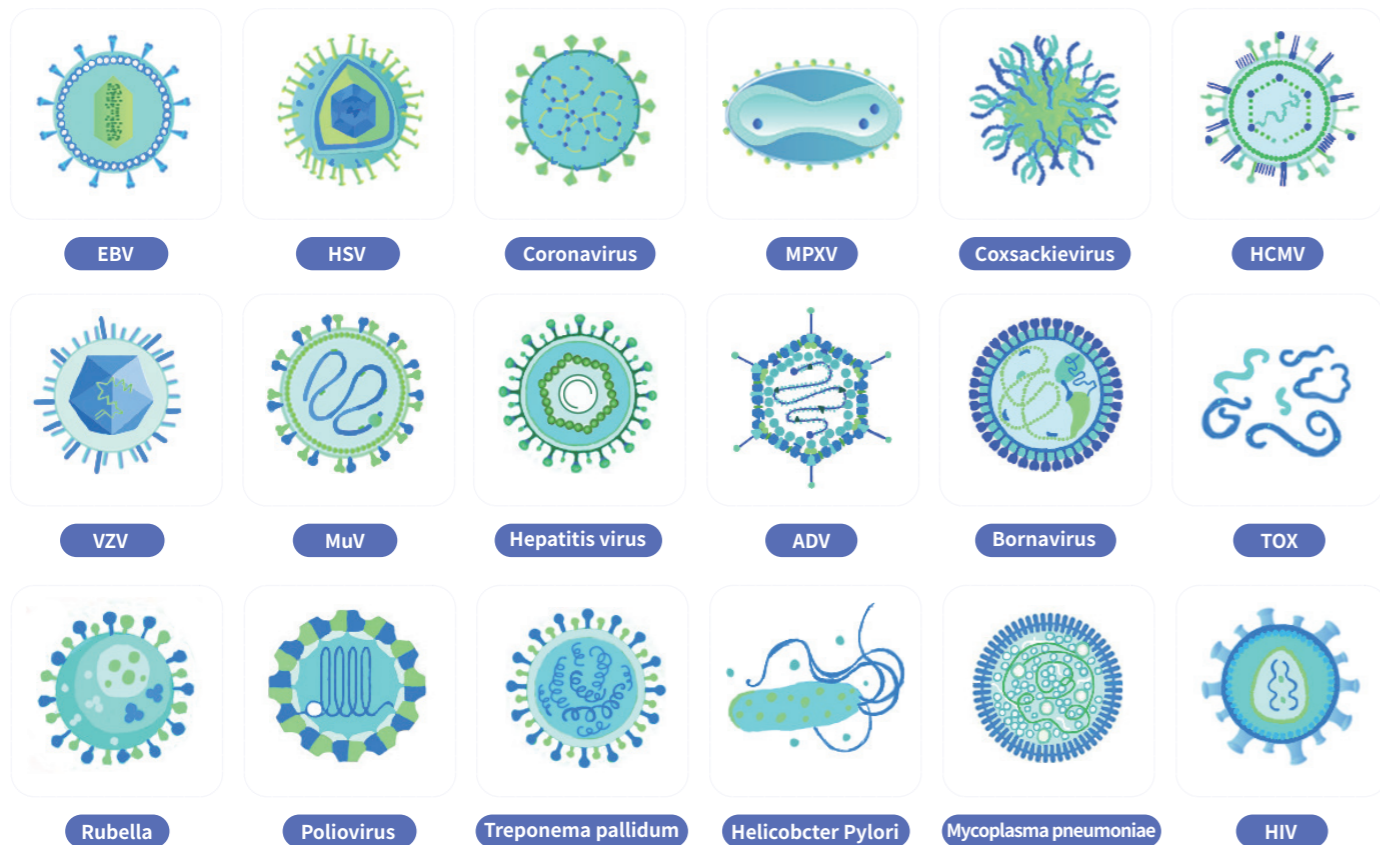 EBV
HSV
Coronavirus
MPXV
Coxsackievirus
HCMV
VZV
MuV
Hepatitis virus
ADV
Bornavirus
TOX
Rubella
Poliovirus
Treponema pallidum
Helicobcter Pylori
Mycoplasma pneumoniae
HIV